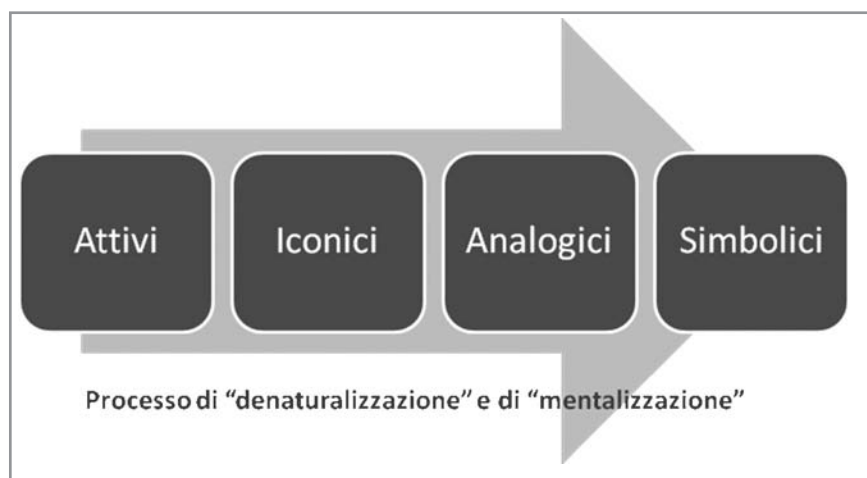 Attivi
Iconici
Analogici
Simbolici
Processo di “denaturalizzazione” e di “mentalizzazione”